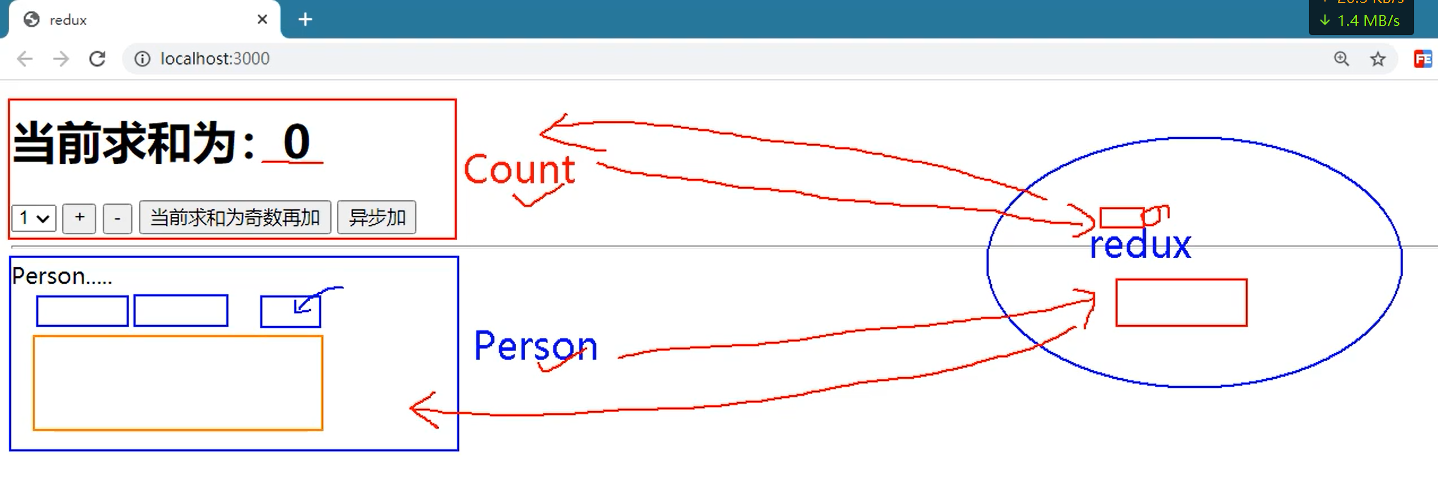 redux
localhost:3000
1.4 MB/s
当前求和为：0
Count
1 + - 当前求和为奇数再加 异步加
redux
Person.....
Person